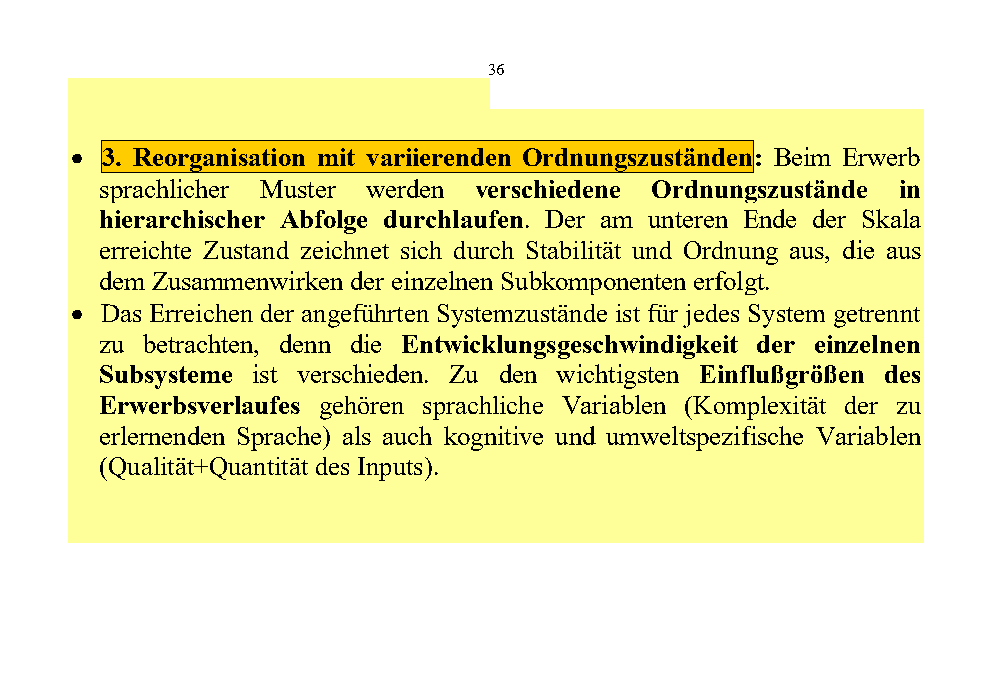 36
• 3. Reorganisation mit variierenden Ordnungszuständen: Beim Erwerb
sprachlicher Muster werden verschiedene Ordnungszustände in
hierarchischer Abfolge durchlaufen. Der am unteren Ende der Skala
erreichte Zustand zeichnet sich durch Stabilität und Ordnung aus, die aus
dem Zusammenwirken der einzelnen Subkomponenten erfolgt.
• Das Erreichen der angeführten Systemzustände ist für jedes System getrennt
zu betrachten, denn die Entwicklungsgeschwindigkeit der einzelnen
Subsysteme ist verschieden. Zu den wichtigsten Einflußgrößen des
Erwerbsverlaufes gehören sprachliche Variablen (Komplexität der zu
erlernenden Sprache) als auch kognitive und umweltspezifische Variablen
(Qualität+Quantität des Inputs).